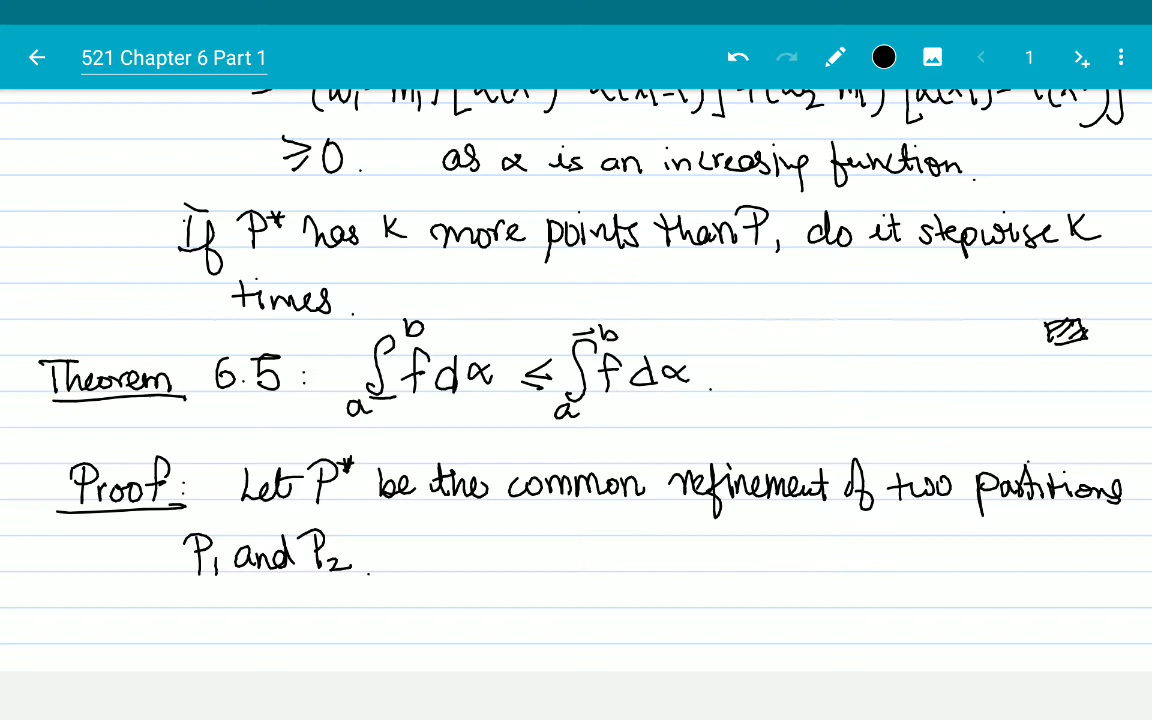 521 Chapter 6 Part 1
1
≥ 0. as α is an increasing function.
If P* has K more points than P, do it stepwise K
times.
Theorem 6.5: ∫̲ₐᵇ f dα ≤ ∫̅ₐᵇ f dα.
Proof: Let P* be the common refinement of two partitions
P₁ and P₂.